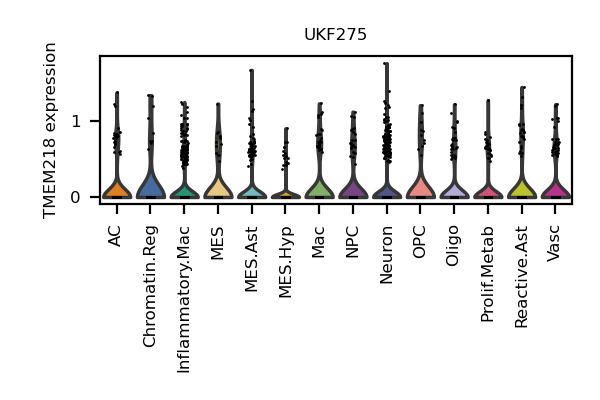 UKF275
TMEM218 expression
1
0
AC
Chromatin.Reg
Inflammatory.Mac
MES
MES.Ast
MES.Hyp
Mac
NPC
Neuron
OPC
Oligo
Prolif.Metab
Reactive.Ast
Vasc